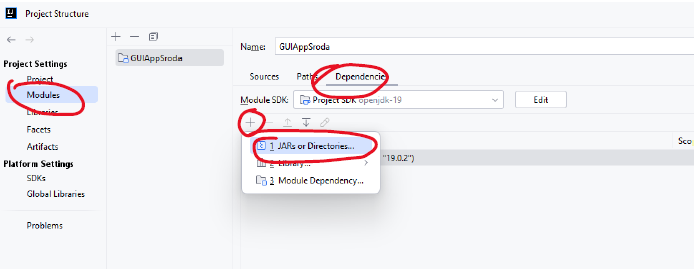 Project Structure
Name: GUIAppSroda
GUIAppSroda
Project Settings
Project
Modules
Libraries
Facets
Artifacts
Platform Settings
SDKs
Global Libraries
Problems
Sources Paths Dependencies
Module SDK: Project SDK openjdk-19 Edit
Sco
1 JARs or Directories...
2 Library...
"19.0.2")
3 Module Dependency...